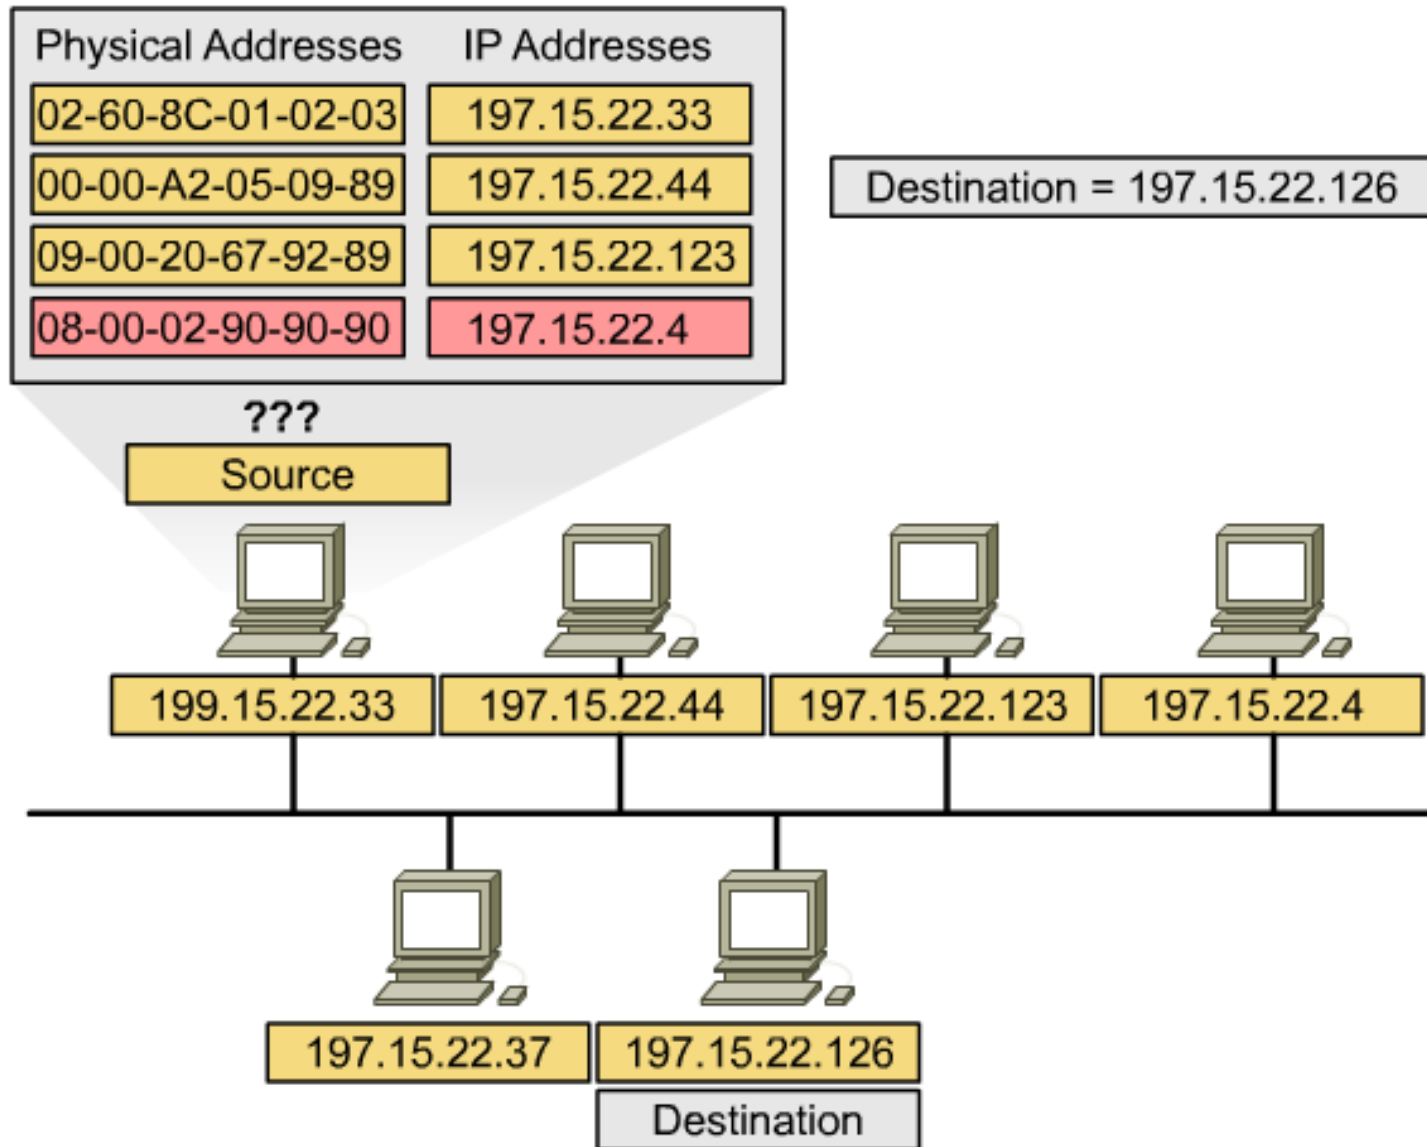 Physical Addresses IP Addresses
02-60-8C-01-02-03 197.15.22.33
00-00-A2-05-09-89 197.15.22.44
Destination = 197.15.22.126
09-00-20-67-92-89 197.15.22.123
08-00-02-90-90-90 197.15.22.4
???
Source
199.15.22.33 197.15.22.44 197.15.22.123 197.15.22.4
197.15.22.37 197.15.22.126
Destination